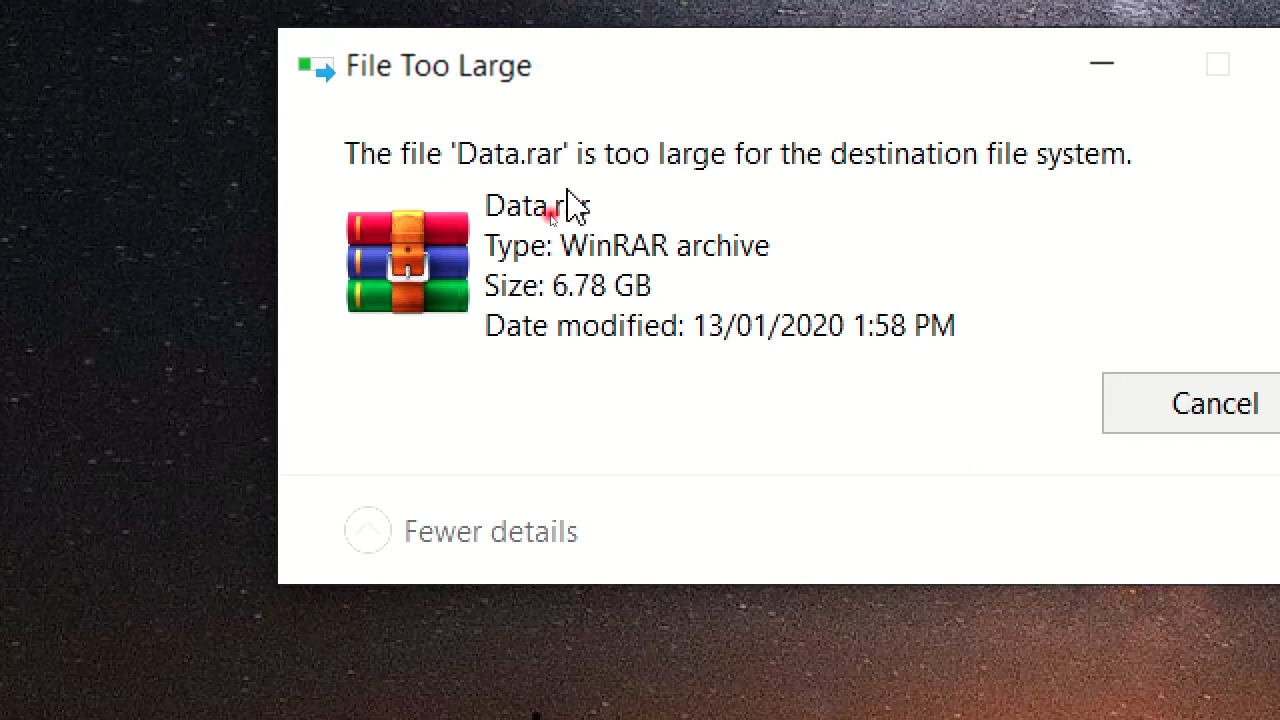 File Too Large
The file 'Data.rar' is too large for the destination file system.
Data.rar
Type: WinRAR archive
Size: 6.78 GB
Date modified: 13/01/2020 1:58 PM
Cancel
Fewer details